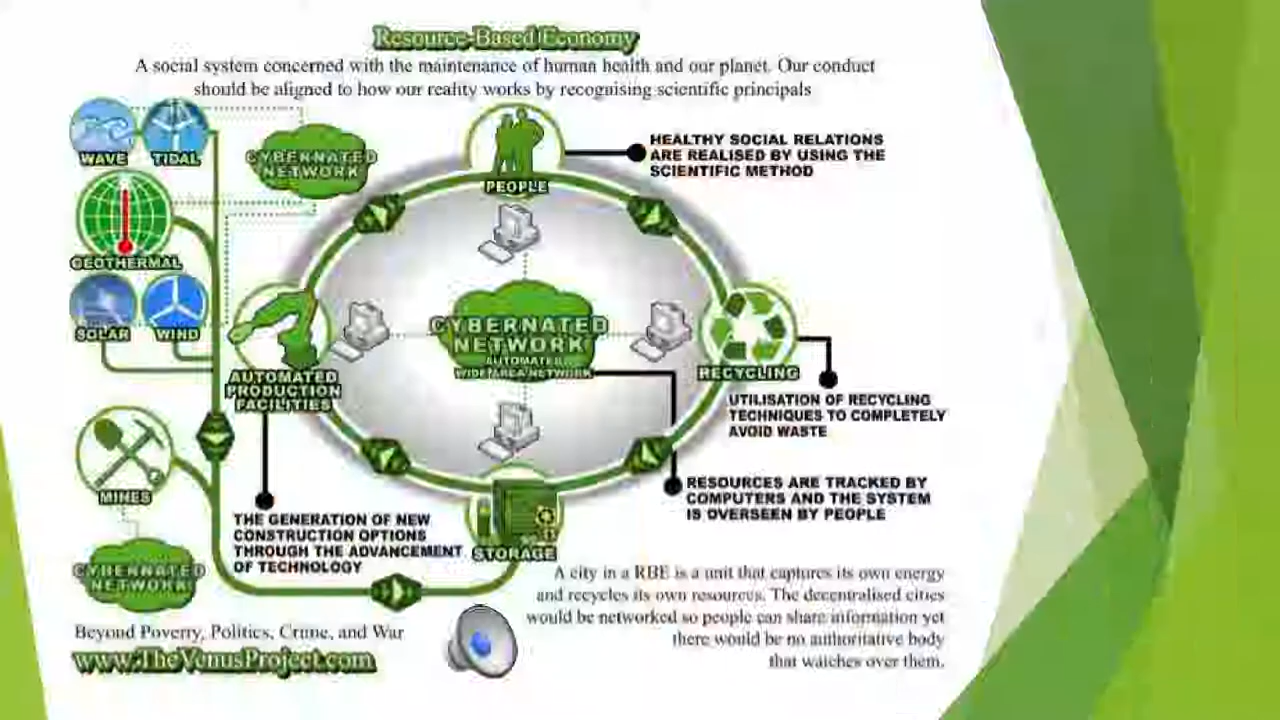 Resource-Based Economy
A social system concerned with the maintenance of human health and our planet. Our conduct
should be aligned to how our reality works by recognising scientific principals
WAVE
TIDAL
CYBERNATED
NETWORK
PEOPLE
HEALTHY SOCIAL RELATIONS
ARE REALISED BY USING THE
SCIENTIFIC METHOD
GEOTHERMAL
SOLAR
WIND
AUTOMATED
PRODUCTION
FACILITIES
CYBERNATED
NETWORK
AUTOMATED
WIDE AREA NETWORK
RECYCLING
UTILISATION OF RECYCLING
TECHNIQUES TO COMPLETELY
AVOID WASTE
MINES
RESOURCES ARE TRACKED BY
COMPUTERS AND THE SYSTEM
IS OVERSEEN BY PEOPLE
THE GENERATION OF NEW
CONSTRUCTION OPTIONS
THROUGH THE ADVANCEMENT
OF TECHNOLOGY
STORAGE
CYBERNATED
NETWORK
A city in a RBE is a unit that captures its own energy
and recycles its own resources. The decentralised cities
would be networked so people can share information yet
there would be no authoritative body
that watches over them.
Beyond Poverty, Politics, Crime, and War
www.TheVenusProject.com